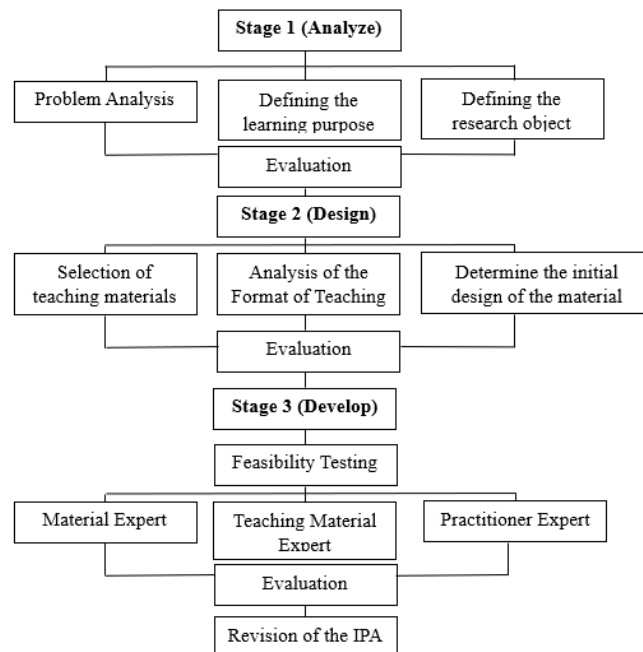 Stage 1 (Analyze)
Problem Analysis
Defining the
learning purpose
Defining the
research object
Evaluation
Stage 2 (Design)
Selection of
teaching materials
Analysis of the
Format of Teaching
Determine the initial
design of the material
Evaluation
Stage 3 (Develop)
Feasibility Testing
Material Expert
Teaching Material
Expert
Practitioner Expert
Evaluation
Revision of the IPA